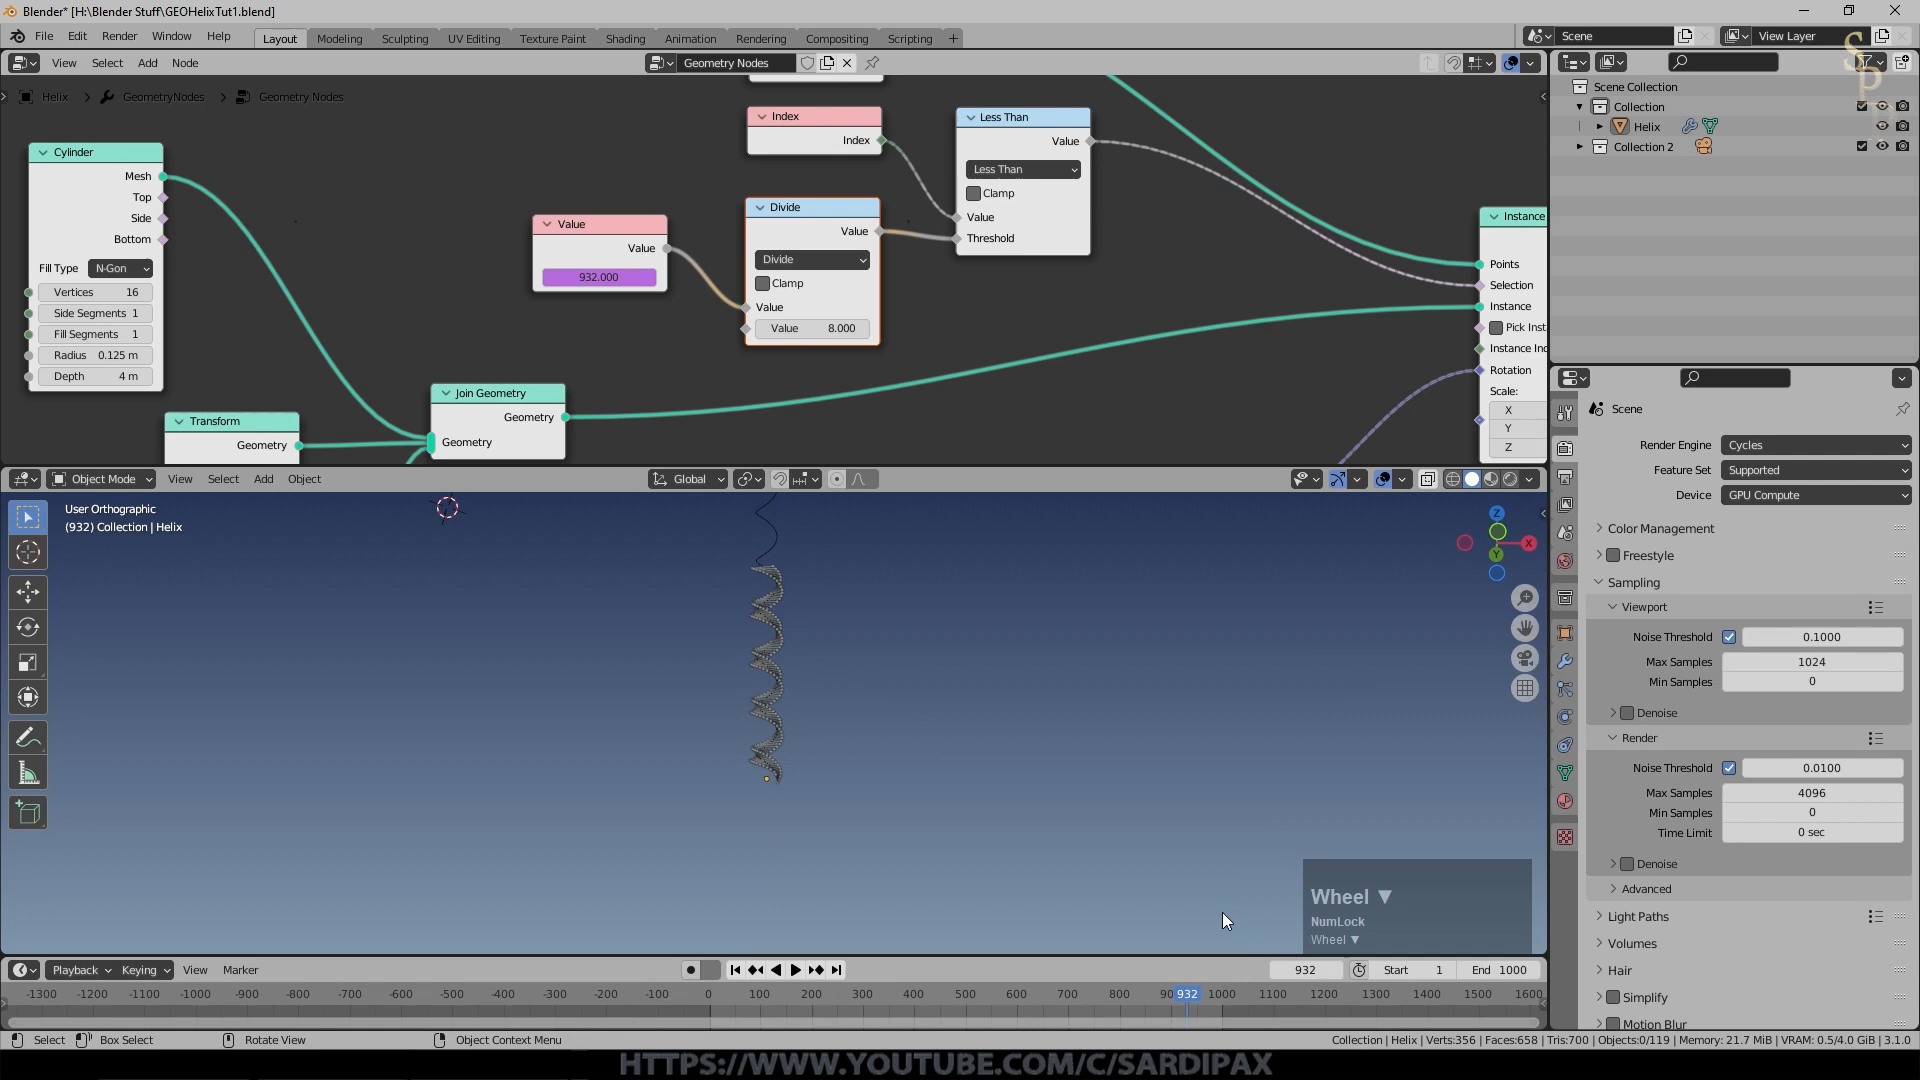 Blender* [H:\Blender Stuff\GEOHelixTut1.blend]
File Edit Render Window Help
Layout Modeling Sculpting UV Editing Texture Paint Shading Animation Rendering Compositing Scripting +
Scene
View Layer
View Select Add Node
Geometry Nodes
Helix > GeometryNodes > Geometry Nodes
Cylinder
Mesh
Top
Side
Bottom
Fill Type N-Gon
Vertices 16
Side Segments 1
Fill Segments 1
Radius 0.125 m
Depth 4 m
Transform
Geometry
Join Geometry
Geometry
Geometry
Value
Value
932.000
Index
Index
Divide
Value
Divide
Clamp
Value
Value 8.000
Less Than
Value
Less Than
Clamp
Value
Threshold
Instance
Points
Selection
Instance
Pick Inst
Instance Ind
Rotation
Scale:
X
Y
Z
Object Mode View Select Add Object
Global
User Orthographic
(932) Collection | Helix
Z
X
Y
Wheel ▼
NumLock
Wheel ▼
Scene Collection
Collection
Helix
Collection 2
Scene
Render Engine Cycles
Feature Set Supported
Device GPU Compute
Color Management
Freestyle
Sampling
Viewport
Noise Threshold 0.1000
Max Samples 1024
Min Samples 0
Denoise
Render
Noise Threshold 0.0100
Max Samples 4096
Min Samples 0
Time Limit 0 sec
Denoise
Advanced
Light Paths
Volumes
Hair
Simplify
Motion Blur
Playback Keying View Marker
932 Start 1 End 1000
-1300 -1200 -1100 -1000 -900 -800 -700 -600 -500 -400 -300 -200 -100 0 100 200 300 400 500 600 700 800 90 932 1000 1100 1200 1300 1400 1500 1600
Select Box Select Rotate View Object Context Menu
Collection | Helix | Verts:356 | Faces:658 | Tris:700 | Objects:0/119 | Memory: 21.7 MiB | VRAM: 0.5/4.0 GiB | 3.1.0
HTTPS://WWW.YOUTUBE.COM/C/SARDIPAX